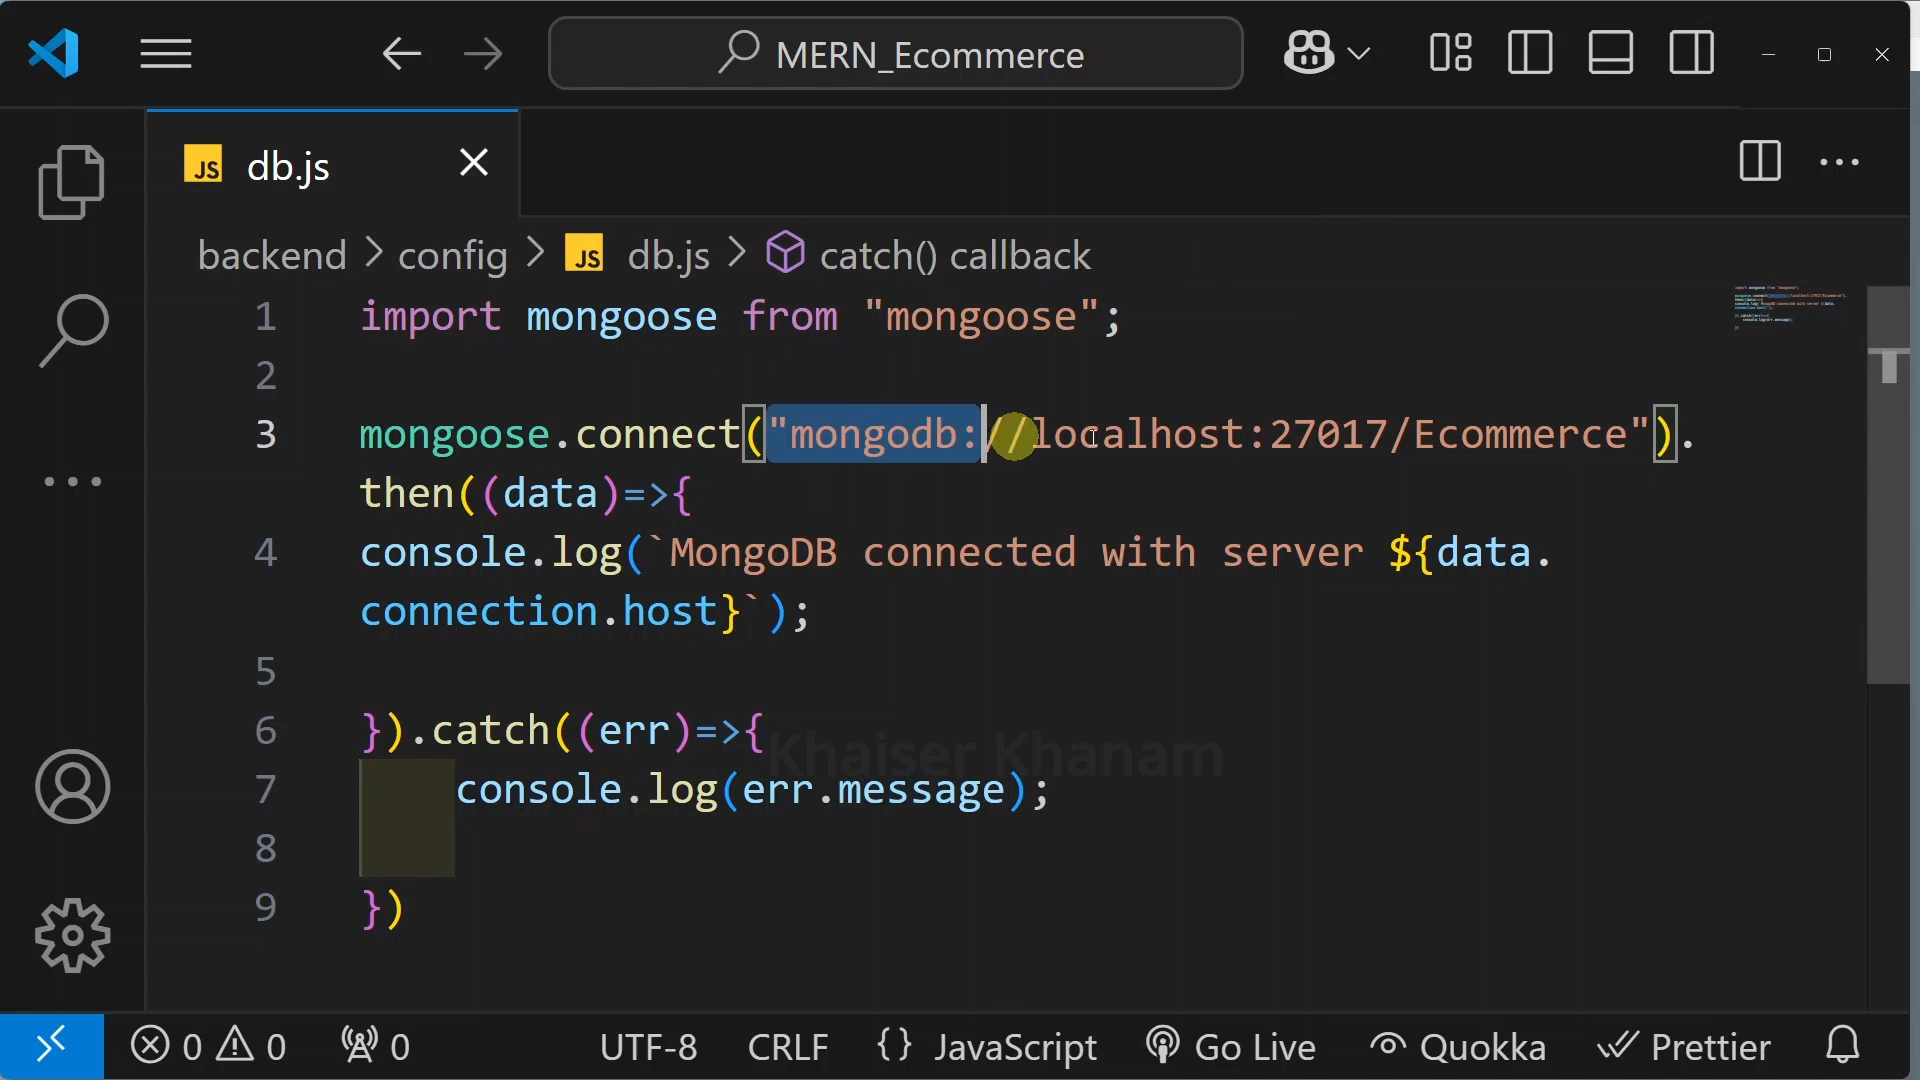 MERN_Ecommerce
JS db.js
backend > config > JS db.js > catch() callback
1 import mongoose from "mongoose";
2
3 mongoose.connect("mongodb://localhost:27017/Ecommerce").
then((data)=>{
4 console.log(`MongoDB connected with server ${data.
connection.host}`);
5
6 }).catch((err)=>{
Khaiser Khanam
7 console.log(err.message);
8
9 })
0 0 0 UTF-8 CRLF {} JavaScript Go Live Quokka Prettier